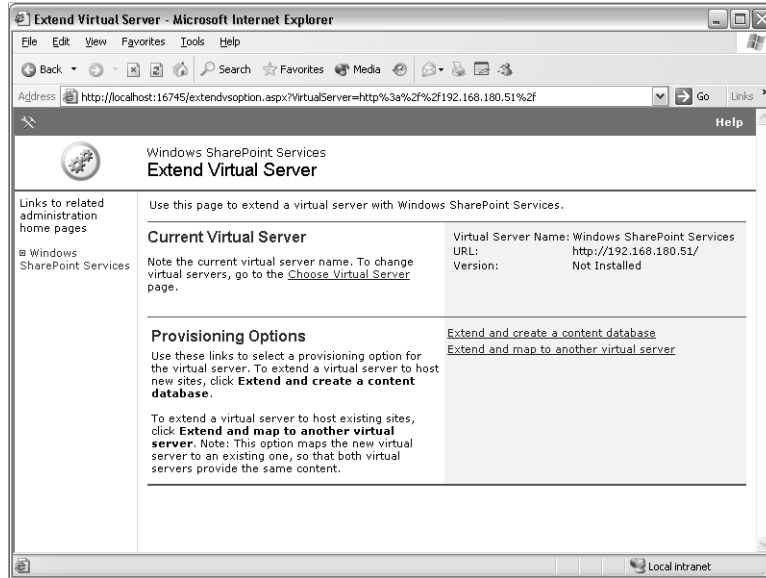 Extend Virtual Server - Microsoft Internet Explorer
File Edit View Favorites Tools Help
Back Search Favorites Media
Address http://localhost:16745/extendvsoption.aspx?VirtualServer=http%3a%2f%2f192.168.180.51%2f Go Links
Help
Windows SharePoint Services
Extend Virtual Server
Links to related
administration
home pages
Windows
SharePoint Services
Use this page to extend a virtual server with Windows SharePoint Services.
Current Virtual Server
Note the current virtual server name. To change
virtual servers, go to the Choose Virtual Server
page.
Virtual Server Name: Windows SharePoint Services
URL: http://192.168.180.51/
Version: Not Installed
Provisioning Options
Use these links to select a provisioning option for
the virtual server. To extend a virtual server to host
new sites, click Extend and create a content
database.
To extend a virtual server to host existing sites,
click Extend and map to another virtual
server. Note: This option maps the new virtual
server to an existing one, so that both virtual
servers provide the same content.
Extend and create a content database
Extend and map to another virtual server
Local intranet